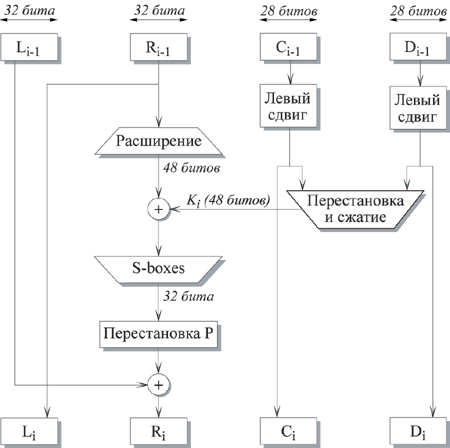 32 бита 32 бита 28 битов 28 битов
L i-1 R i-1 C i-1 D i-1
Левый сдвиг Левый сдвиг
Расширение
48 битов
+ K i (48 битов) Перестановка и сжатие
S-boxes
32 бита
Перестановка P
+
L i R i C i D i